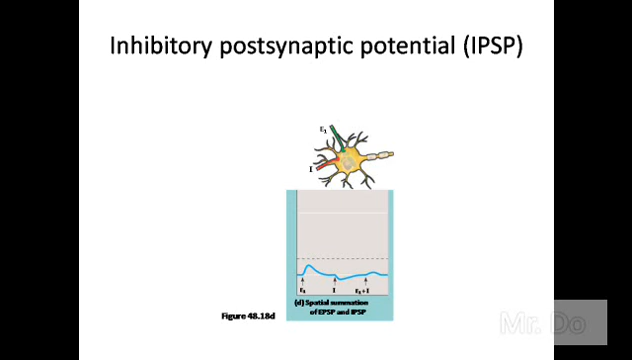 Inhibitory postsynaptic potential (IPSP)
E₁
I
E₁ I E₁ + I
(d) Spatial summation
of EPSP and IPSP
Figure 48.18d
Mr. Do